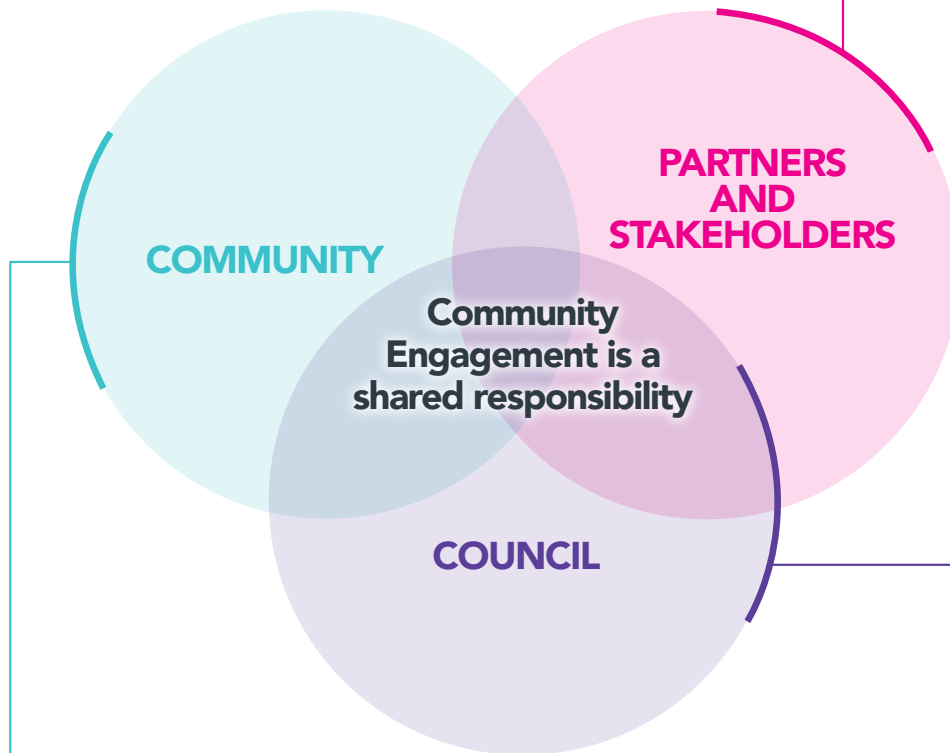 PARTNERS
AND
STAKEHOLDERS
COMMUNITY
Community
Engagement is a
shared responsibility
COUNCIL